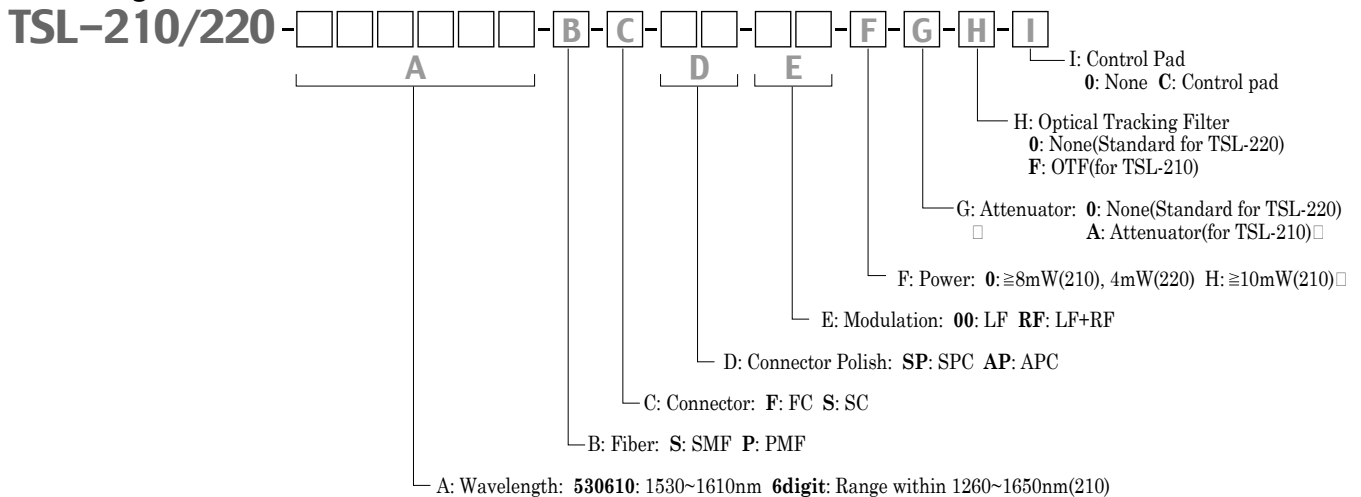 TSL-210/220-□□□□□□-B-C-□□-□□-F-G-H-I
A D E
I: Control Pad
0: None C: Control pad
H: Optical Tracking Filter
0: None(Standard for TSL-220)
F: OTF(for TSL-210)
G: Attenuator: 0: None(Standard for TSL-220)
□ A: Attenuator(for TSL-210)□
F: Power: 0:≧8mW(210), 4mW(220) H: ≧10mW(210)□
E: Modulation: 00: LF RF: LF+RF
D: Connector Polish: SP: SPC AP: APC
C: Connector: F: FC S: SC
B: Fiber: S: SMF P: PMF
A: Wavelength: 530610: 1530~1610nm 6digit: Range within 1260~1650nm(210)